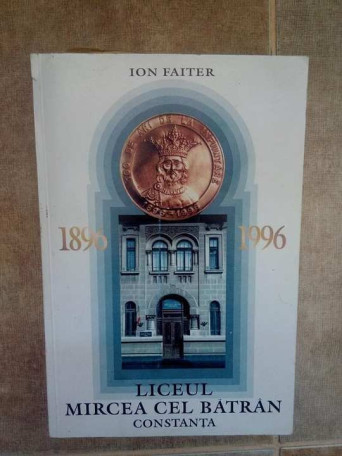 ION FAITER
1896 1996
LICEUL
MIRCEA CEL BĂTRÂN
CONSTANȚA